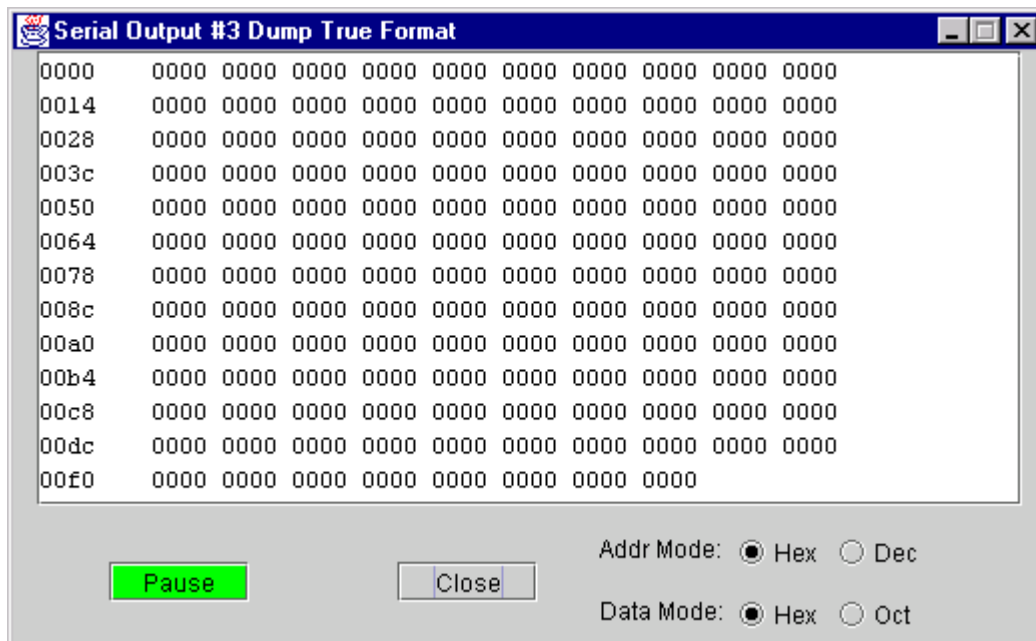 Serial Output #3 Dump True Format
0000 0000 0000 0000 0000 0000 0000 0000 0000 0000 0000
0014 0000 0000 0000 0000 0000 0000 0000 0000 0000 0000
0028 0000 0000 0000 0000 0000 0000 0000 0000 0000 0000
003c 0000 0000 0000 0000 0000 0000 0000 0000 0000 0000
0050 0000 0000 0000 0000 0000 0000 0000 0000 0000 0000
0064 0000 0000 0000 0000 0000 0000 0000 0000 0000 0000
0078 0000 0000 0000 0000 0000 0000 0000 0000 0000 0000
008c 0000 0000 0000 0000 0000 0000 0000 0000 0000 0000
00a0 0000 0000 0000 0000 0000 0000 0000 0000 0000 0000
00b4 0000 0000 0000 0000 0000 0000 0000 0000 0000 0000
00c8 0000 0000 0000 0000 0000 0000 0000 0000 0000 0000
00dc 0000 0000 0000 0000 0000 0000 0000 0000 0000 0000
00f0 0000 0000 0000 0000 0000 0000 0000 0000
Addr Mode: Hex Dec
Pause Close
Data Mode: Hex Oct